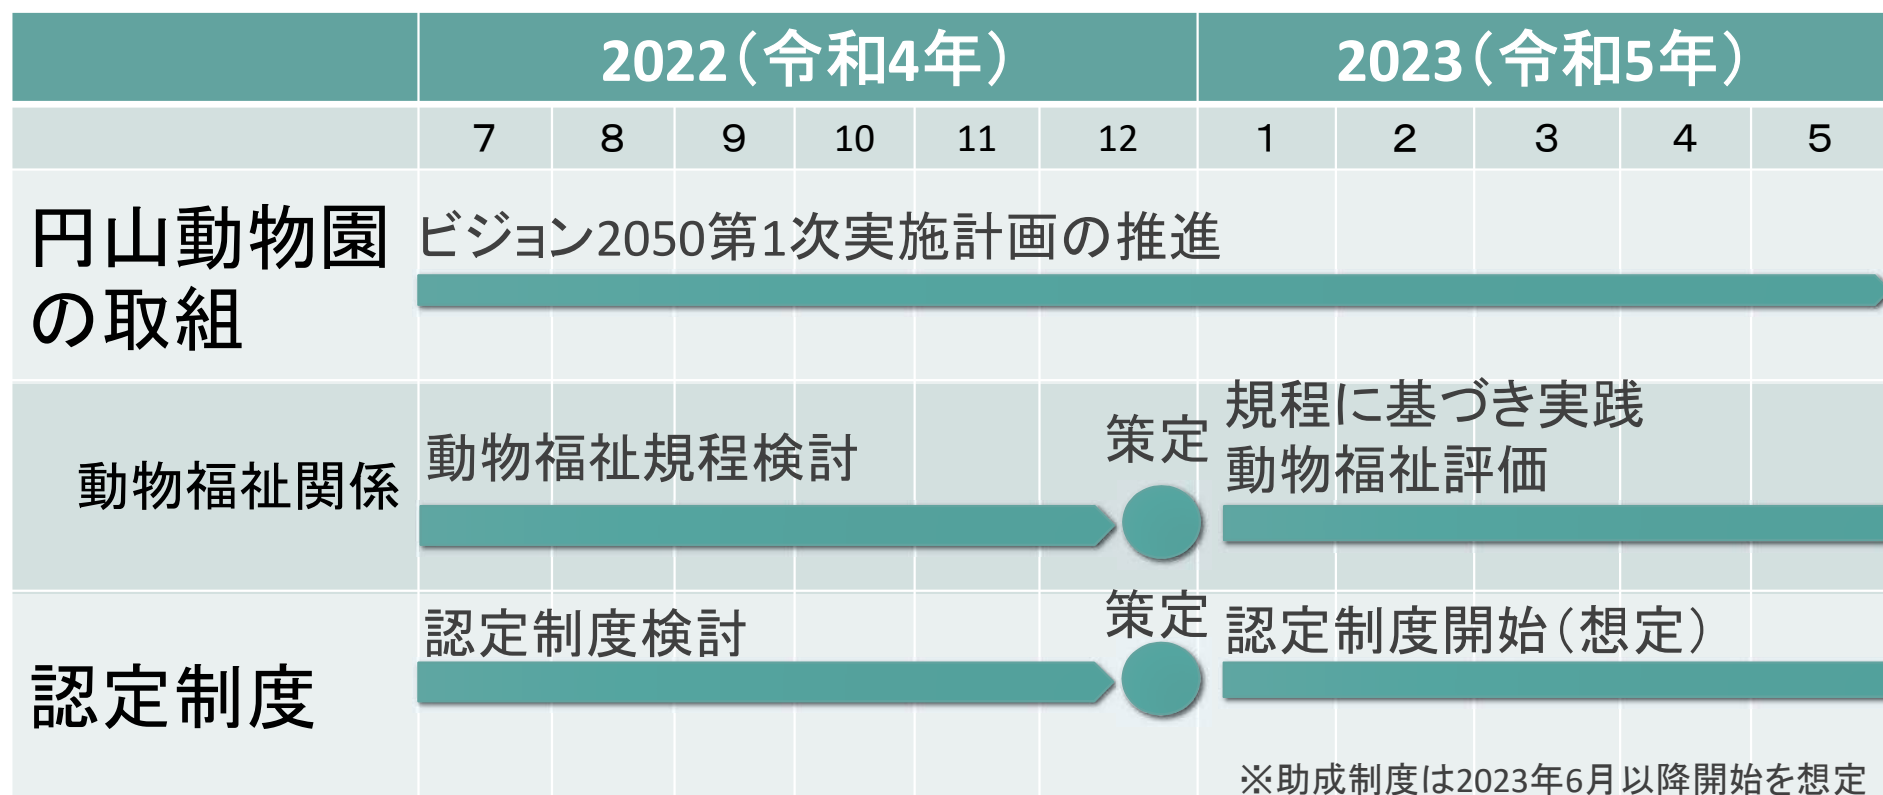 2022（令和4年）
2023（令和5年）
7 8 9 10 11 12 1 2 3 4 5
円山動物園
の取組
ビジョン2050第1次実施計画の推進
動物福祉関係
動物福祉規程検討
策定
規程に基づき実践
動物福祉評価
認定制度
認定制度検討
策定
認定制度開始（想定）
※助成制度は2023年6月以降開始を想定